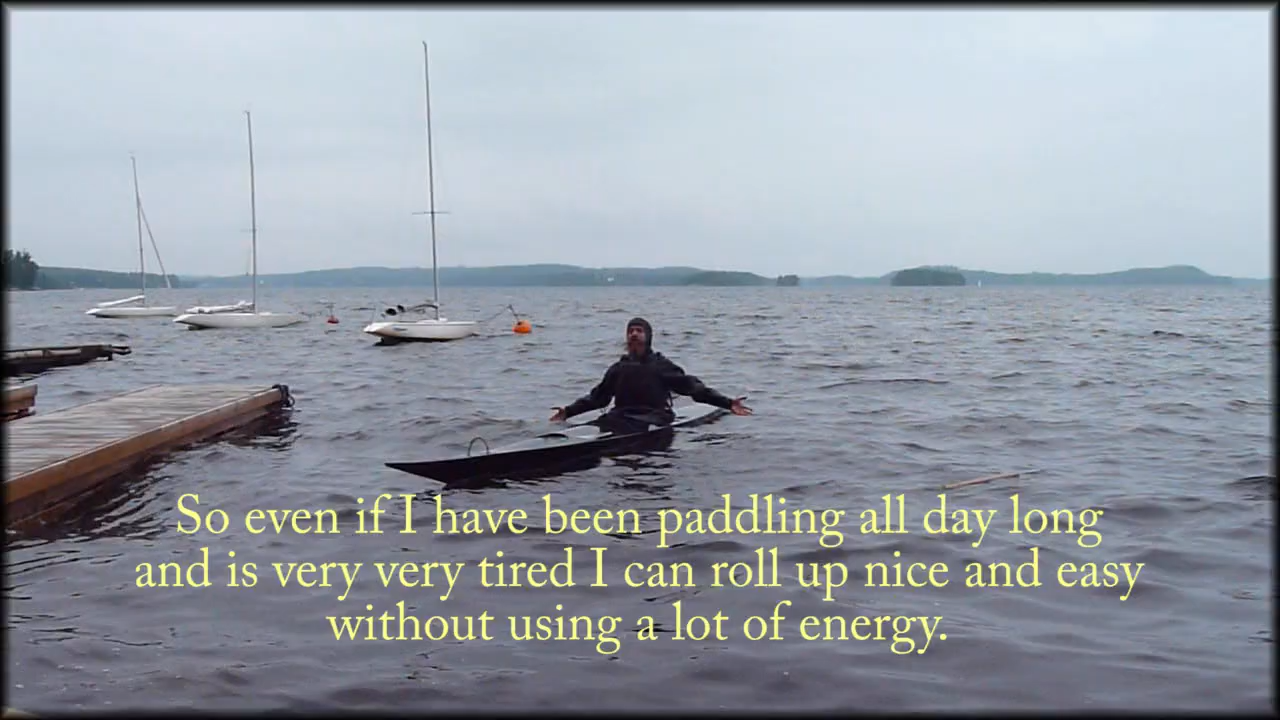 So even if I have been paddling all day long
and is very very tired I can roll up nice and easy
without using a lot of energy.